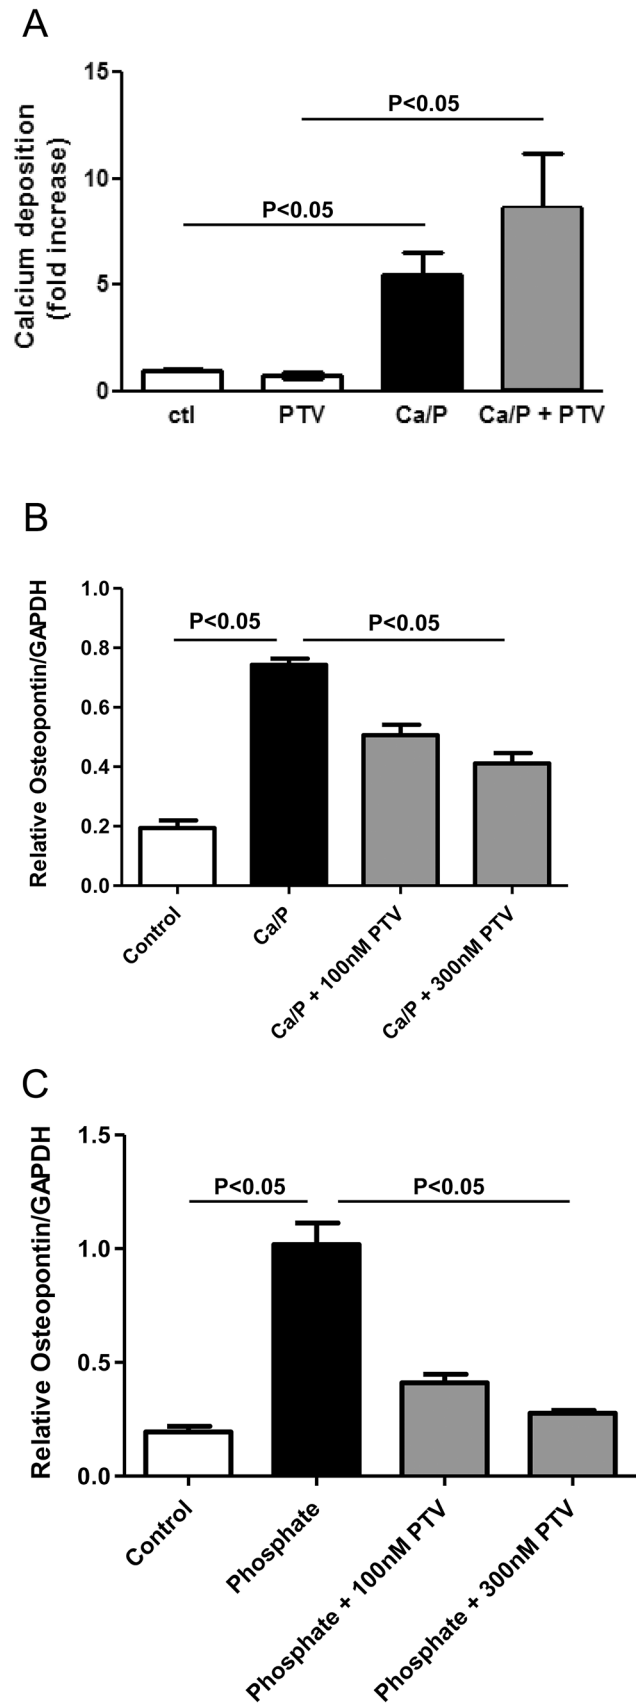 A
Calcium deposition
(fold increase)
15
10
5
0
P<0.05
P<0.05
ctl
PTV
Ca/P
Ca/P + PTV
B
Relative Osteopontin/GAPDH
1.0
0.8
0.6
0.4
0.2
0.0
P<0.05
P<0.05
Control
Ca/P
Ca/P + 100nM PTV
Ca/P + 300nM PTV
C
Relative Osteopontin/GAPDH
1.5
1.0
0.5
0.0
P<0.05
P<0.05
Control
Phosphate
Phosphate + 100nM PTV
Phosphate + 300nM PTV